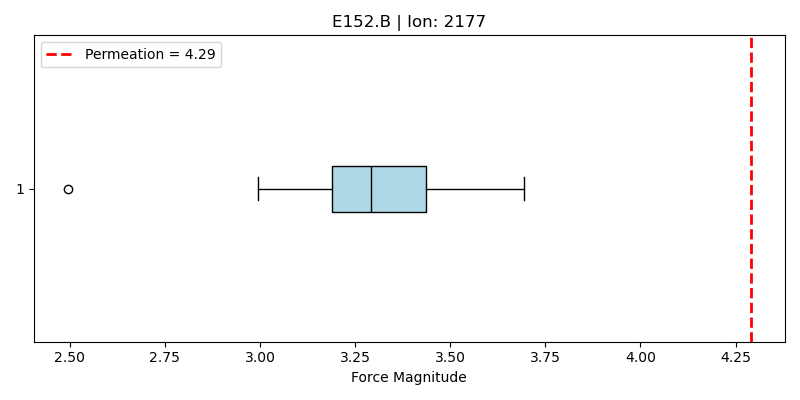 E152.B | Ion: 2177
Permeation = 4.29
1
2.50 2.75 3.00 3.25 3.50 3.75 4.00 4.25
Force Magnitude